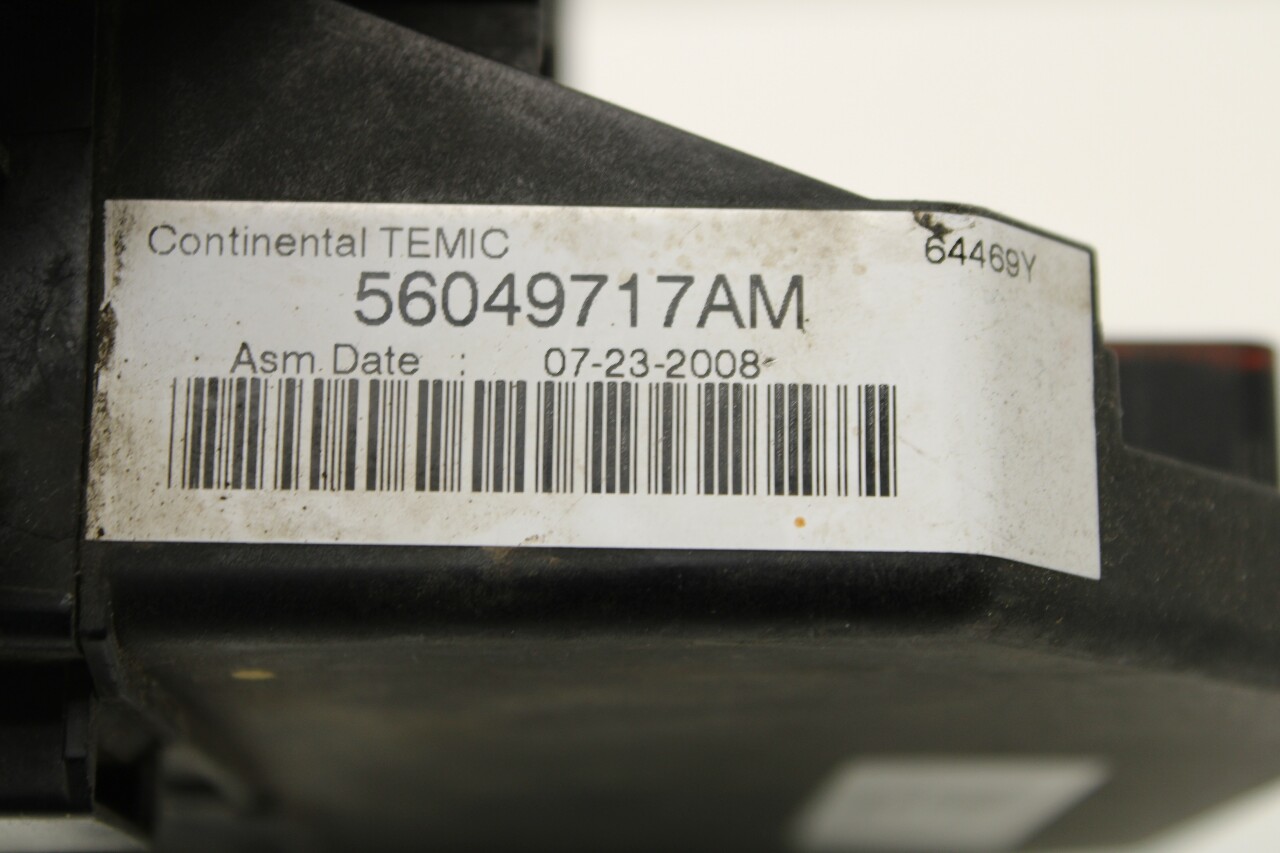 Continental TEMIC
64469Y
56049717AM
Asm. Date : 07-23-2008